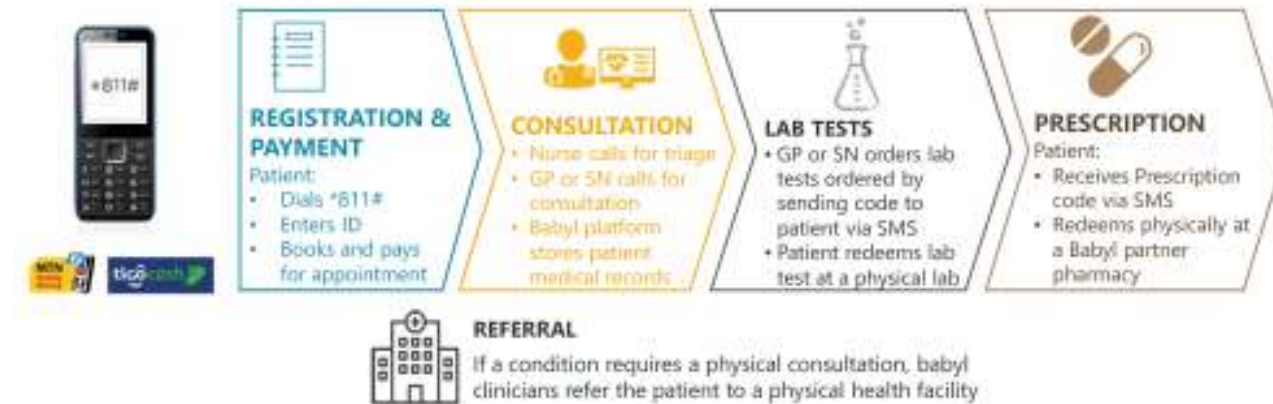 *811#
MTN
tigo cash
REGISTRATION &
PAYMENT
Patient:
• Dials *811#
• Enters ID
• Books and pays
for appointment
CONSULTATION
• Nurse calls for triage
• GP or SN calls for
consultation
• Babyl platform
stores patient
medical records
LAB TESTS
• GP or SN orders lab
tests ordered by
sending code to
patient via SMS
• Patient redeems lab
test at a physical lab
PRESCRIPTION
Patient:
• Receives Prescription
code via SMS
• Redeems physically at
a Babyl partner
pharmacy
REFERRAL
If a condition requires a physical consultation, babyl
clinicians refer the patient to a physical health facility